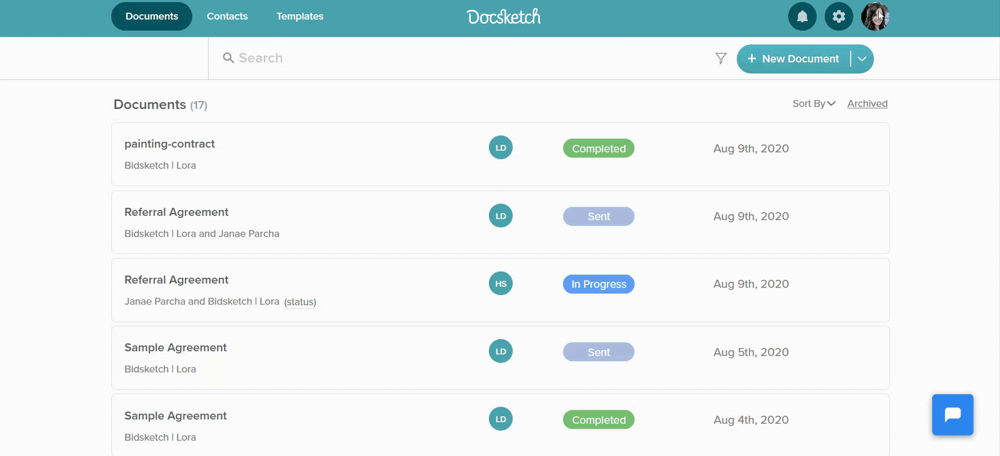 Documents Contacts Templates Docsketch
Search
+ New Document
Documents (17)
Sort By Archived
painting-contract
Bidsketch | Lora
LD
Completed
Aug 9th, 2020
Referral Agreement
Bidsketch | Lora and Janae Parcha
LD
Sent
Aug 9th, 2020
Referral Agreement
Janae Parcha and Bidsketch | Lora (status)
HS
In Progress
Aug 9th, 2020
Sample Agreement
Bidsketch | Lora
LD
Sent
Aug 5th, 2020
Sample Agreement
Bidsketch | Lora
LD
Completed
Aug 4th, 2020